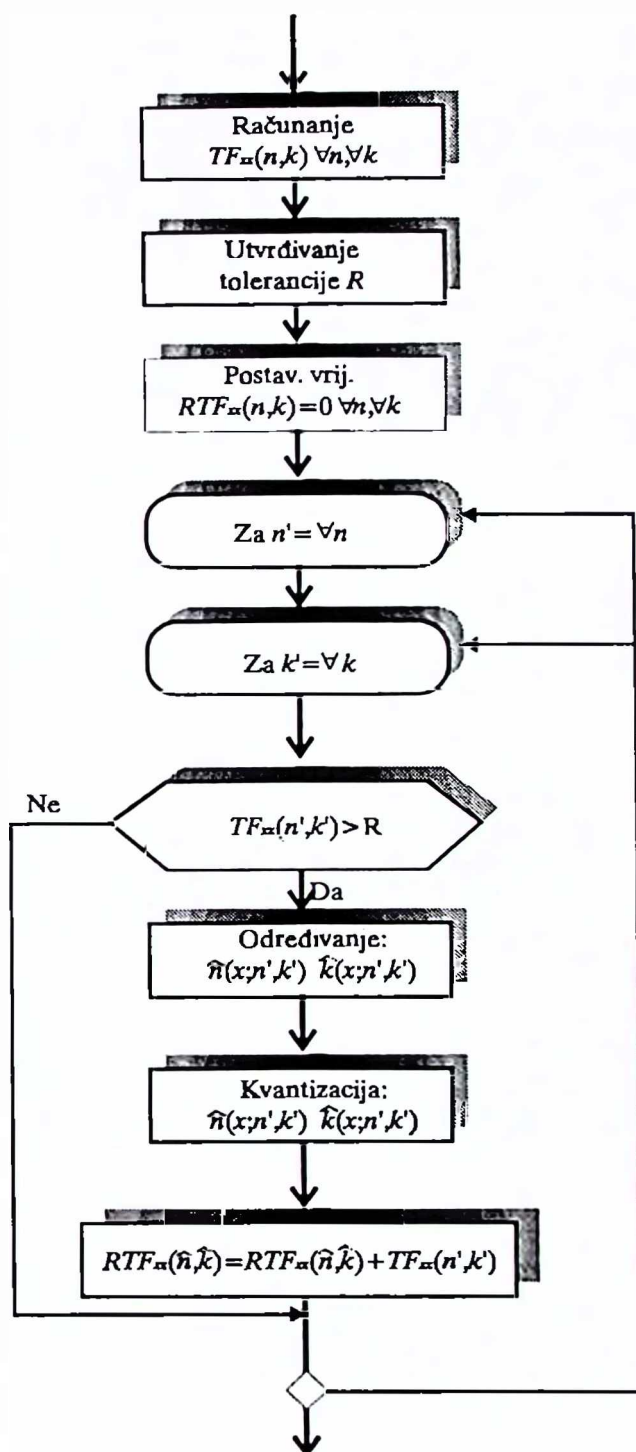 Računanje
TFxx(n,k) ∀n,∀k
Utvrđivanje
tolerancije R
Postav. vrij.
RTFxx(n,k)=0 ∀n,∀k
Za n'=∀n
Za k'=∀k
Ne
TFxx(n',k')>R
Da
Određivanje:
n̂(x;n',k') k̂(x;n',k')
Kvantizacija:
n̂(x;n',k') k̂(x;n',k')
RTFxx(n̂,k̂)=RTFxx(n̂,k̂)+TFxx(n',k')